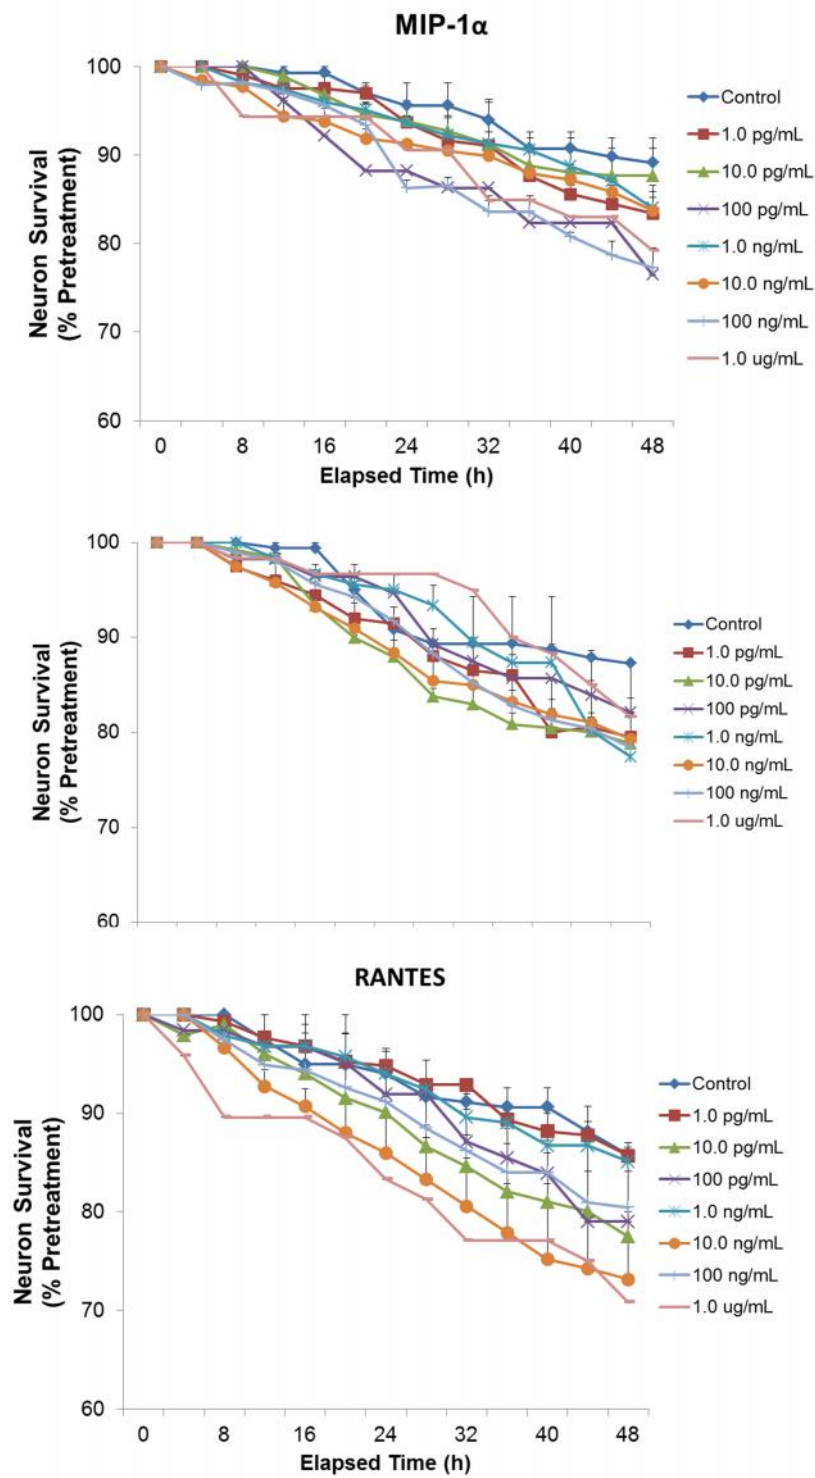 MIP-1α
100
90
80
70
60
Neuron Survival
(% Pretreatment)
0 8 16 24 32 40 48
Elapsed Time (h)
Control
1.0 pg/mL
10.0 pg/mL
100 pg/mL
1.0 ng/mL
10.0 ng/mL
100 ng/mL
1.0 ug/mL
100
90
80
70
60
Neuron Survival
(% Pretreatment)
Control
1.0 pg/mL
10.0 pg/mL
100 pg/mL
1.0 ng/mL
10.0 ng/mL
100 ng/mL
1.0 ug/mL
RANTES
100
90
80
70
60
Neuron Survival
(% Pretreatment)
0 8 16 24 32 40 48
Elapsed Time (h)
Control
1.0 pg/mL
10.0 pg/mL
100 pg/mL
1.0 ng/mL
10.0 ng/mL
100 ng/mL
1.0 ug/mL